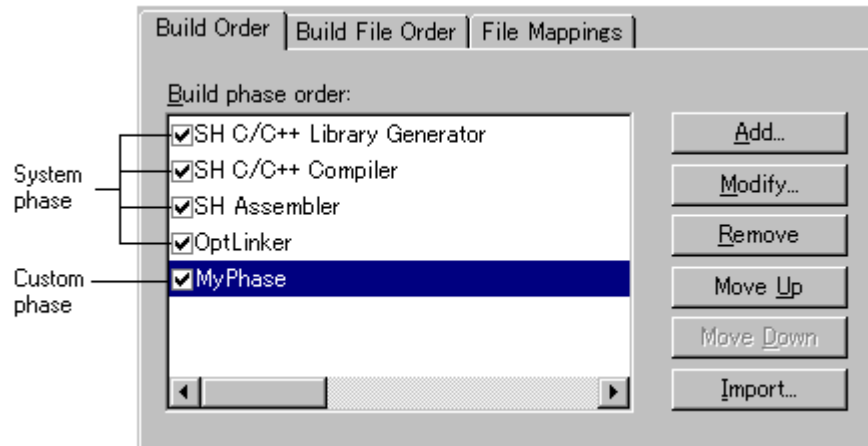 Build Order
Build File Order
File Mappings
Build phase order:
SH C/C++ Library Generator
SH C/C++ Compiler
SH Assembler
OptLinker
MyPhase
System
phase
Custom
phase
Add...
Modify...
Remove
Move Up
Move Down
Import...